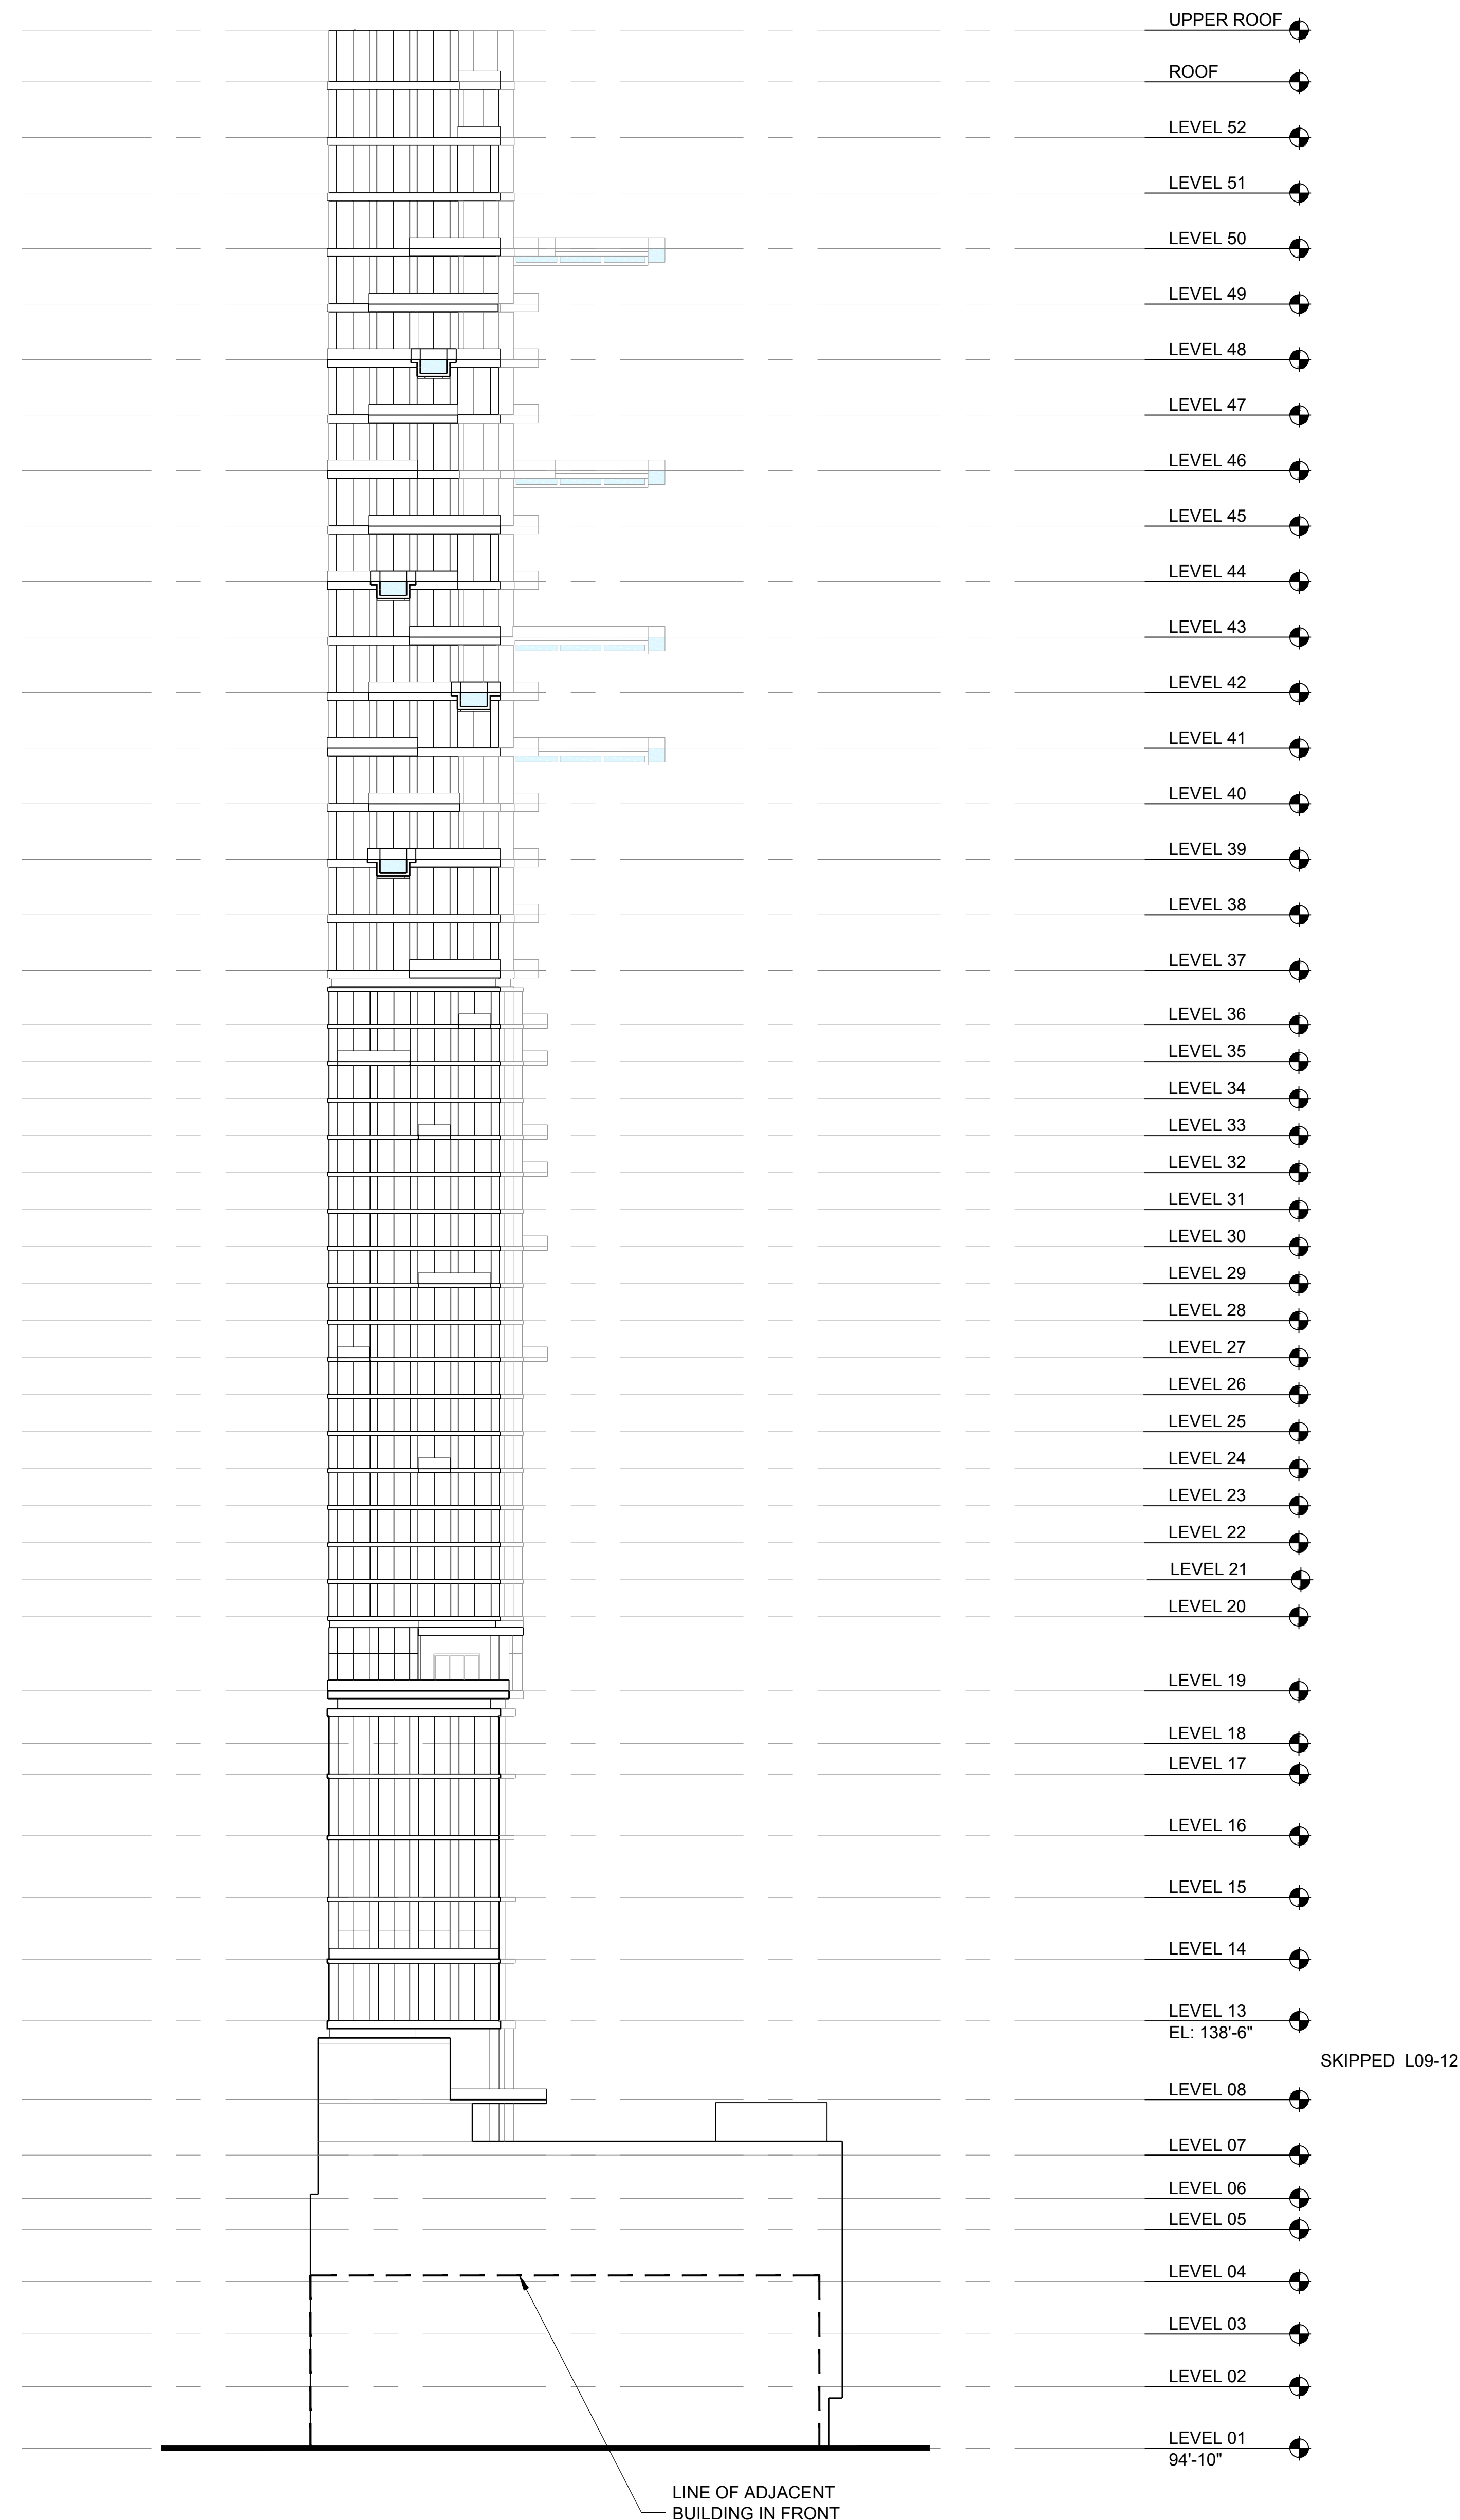 UPPER ROOF
ROOF
LEVEL 52
LEVEL 51
LEVEL 50
LEVEL 49
LEVEL 48
LEVEL 47
LEVEL 46
LEVEL 45
LEVEL 44
LEVEL 43
LEVEL 42
LEVEL 41
LEVEL 40
LEVEL 39
LEVEL 38
LEVEL 37
LEVEL 36
LEVEL 35
LEVEL 34
LEVEL 33
LEVEL 32
LEVEL 31
LEVEL 30
LEVEL 29
LEVEL 28
LEVEL 27
LEVEL 26
LEVEL 25
LEVEL 24
LEVEL 23
LEVEL 22
LEVEL 21
LEVEL 20
LEVEL 19
LEVEL 18
LEVEL 17
LEVEL 16
LEVEL 15
LEVEL 14
LEVEL 13
EL: 138'-6"
SKIPPED L09-12
LEVEL 08
LEVEL 07
LEVEL 06
LEVEL 05
LEVEL 04
LEVEL 03
LEVEL 02
LEVEL 01
94'-10"
LINE OF ADJACENT
BUILDING IN FRONT